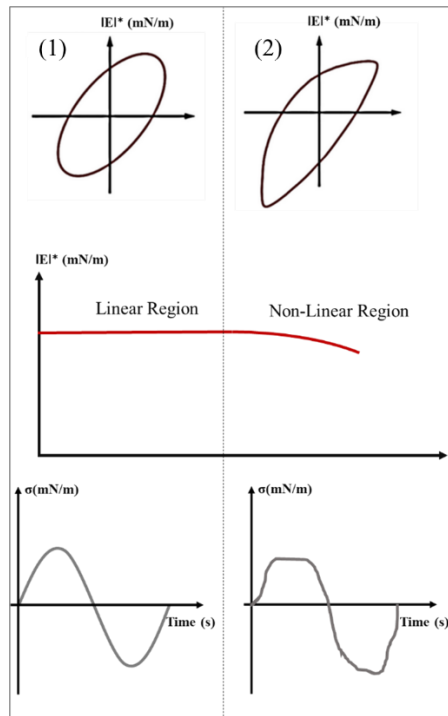 |E|* (mN/m)
(1)
|E|* (mN/m)
(2)
|E|* (mN/m)
Linear Region
Non-Linear Region
σ(mN/m)
Time (s)
σ(mN/m)
Time (s)